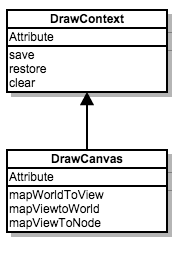 DrawContext
Attribute
save
restore
clear
DrawCanvas
Attribute
mapWorldToView
mapViewtoWorld
mapViewToNode